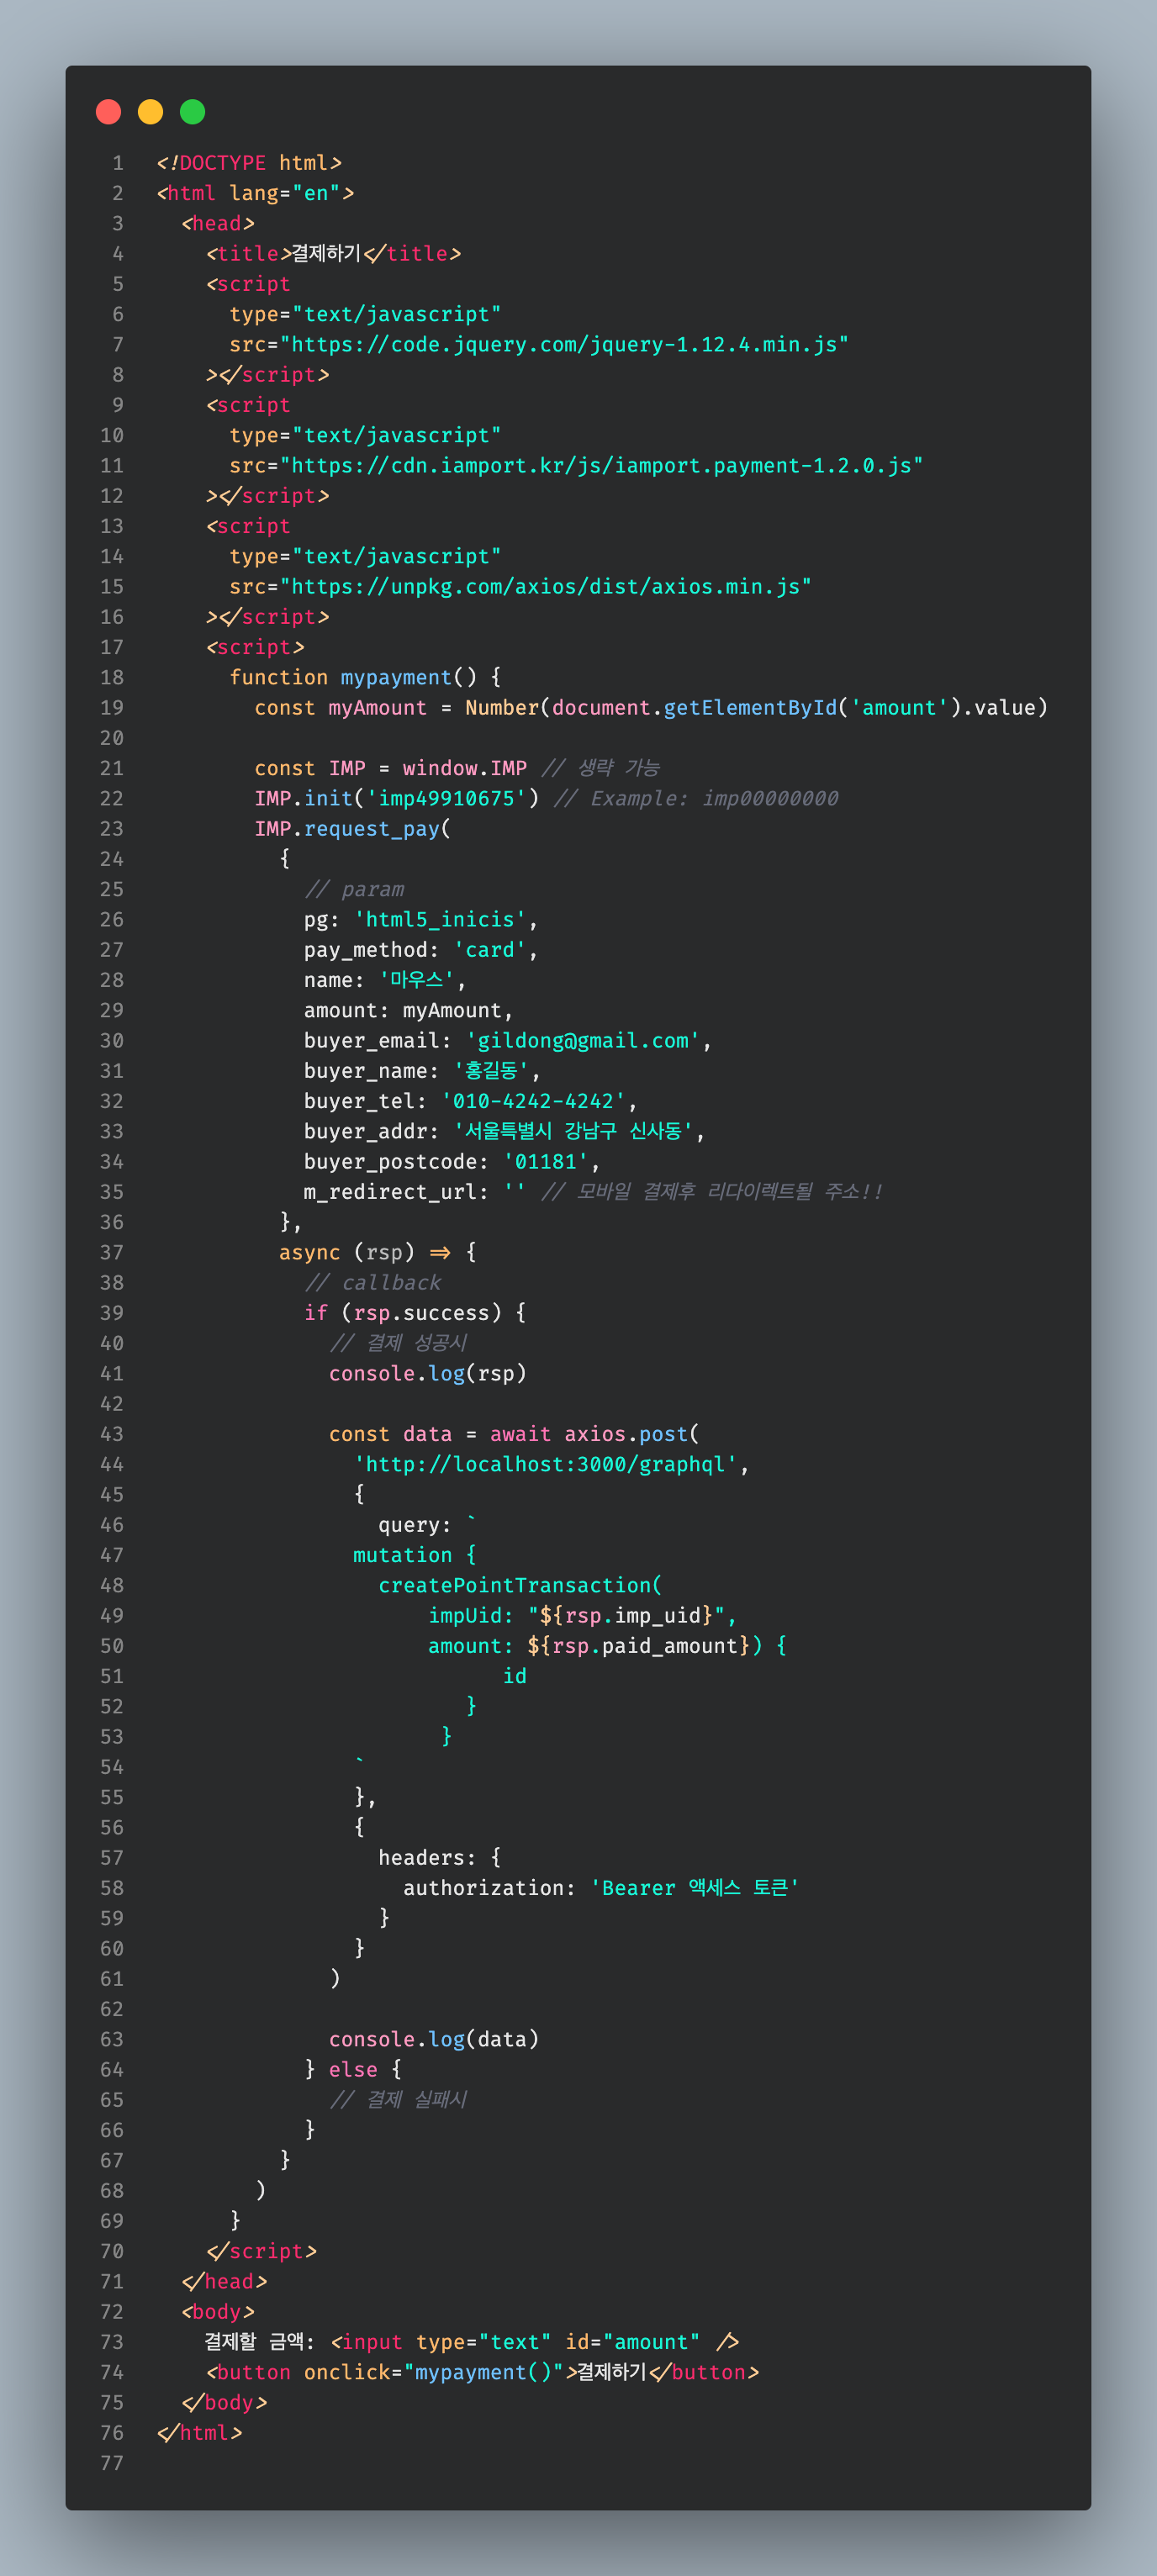 1 <!DOCTYPE html>
2 <html lang="en">
3   <head>
4     <title>결제하기</title>
5     <script
6       type="text/javascript"
7       src="https://code.jquery.com/jquery-1.12.4.min.js"
8     ></script>
9     <script
10       type="text/javascript"
11       src="https://cdn.iamport.kr/js/iamport.payment-1.2.0.js"
12     ></script>
13     <script
14       type="text/javascript"
15       src="https://unpkg.com/axios/dist/axios.min.js"
16     ></script>
17     <script>
18       function mypayment() {
19         const myAmount = Number(document.getElementById('amount').value)
20
21         const IMP = window.IMP // 생략 가능
22         IMP.init('imp49910675') // Example: imp00000000
23         IMP.request_pay(
24           {
25             // param
26             pg: 'html5_inicis',
27             pay_method: 'card',
28             name: '마우스',
29             amount: myAmount,
30             buyer_email: 'gildong@gmail.com',
31             buyer_name: '홍길동',
32             buyer_tel: '010-4242-4242',
33             buyer_addr: '서울특별시 강남구 신사동',
34             buyer_postcode: '01181',
35             m_redirect_url: '' // 모바일 결제후 리다이렉트될 주소!!
36           },
37           async (rsp) => {
38             // callback
39             if (rsp.success) {
40               // 결제 성공시
41               console.log(rsp)
42
43               const data = await axios.post(
44                 'http://localhost:3000/graphql',
45                 {
46                   query: `
47                 mutation {
48                   createPointTransaction(
49                       impUid: "${rsp.imp_uid}",
50                       amount: ${rsp.paid_amount}) {
51                             id
52                          }
53                        }
54                 `
55                 },
56                 {
57                   headers: {
58                     authorization: 'Bearer 액세스 토큰'
59                   }
60                 }
61               )
62
63               console.log(data)
64             } else {
65               // 결제 실패시
66             }
67           }
68         )
69       }
70     </script>
71   </head>
72   <body>
73     결제할 금액: <input type="text" id="amount" />
74     <button onclick="mypayment()">결제하기</button>
75   </body>
76 </html>
77